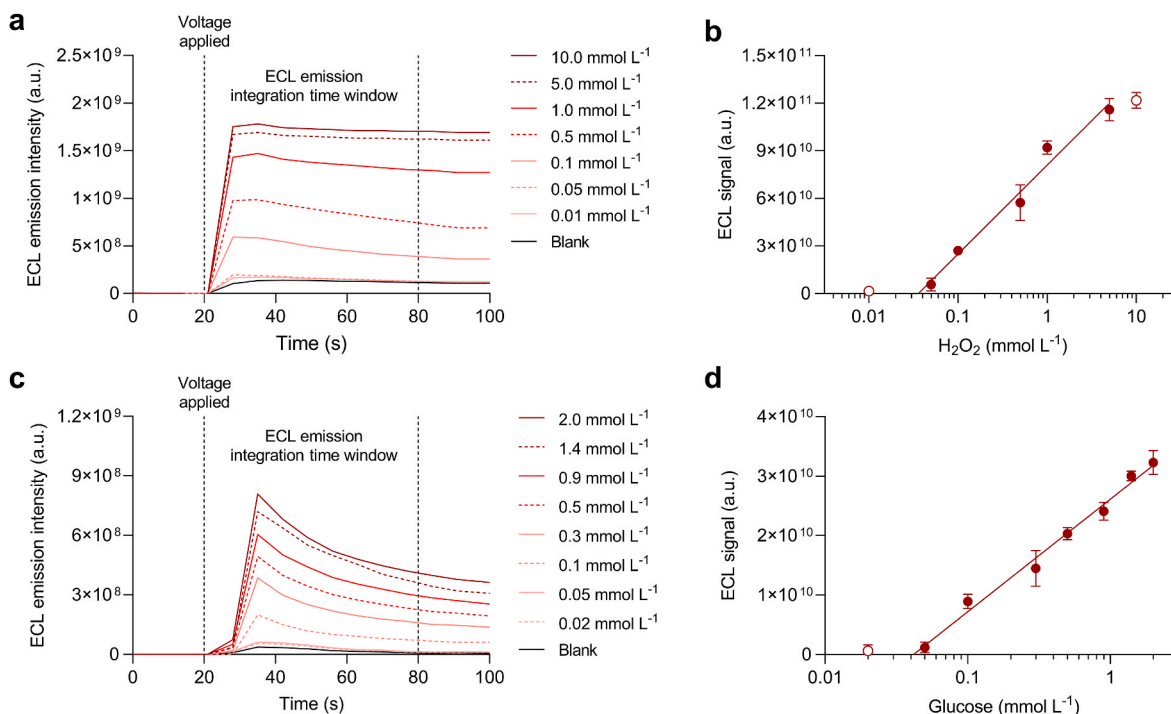 a
Voltage
applied
2.5×10⁹
2×10⁹
1.5×10⁹
1×10⁹
5×10⁸
0
ECL emission intensity (a.u.)
ECL emission
integration time window
0 20 40 60 80 100
Time (s)
10.0 mmol L⁻¹
5.0 mmol L⁻¹
1.0 mmol L⁻¹
0.5 mmol L⁻¹
0.1 mmol L⁻¹
0.05 mmol L⁻¹
0.01 mmol L⁻¹
Blank
b
1.5×10¹¹
1.2×10¹¹
9×10¹⁰
6×10¹⁰
3×10¹⁰
0
ECL signal (a.u.)
0.01 0.1 1 10
H₂O₂ (mmol L⁻¹)
c
Voltage
applied
1.2×10⁹
9×10⁸
6×10⁸
3×10⁸
0
ECL emission intensity (a.u.)
ECL emission
integration time window
0 20 40 60 80 100
Time (s)
2.0 mmol L⁻¹
1.4 mmol L⁻¹
0.9 mmol L⁻¹
0.5 mmol L⁻¹
0.3 mmol L⁻¹
0.1 mmol L⁻¹
0.05 mmol L⁻¹
0.02 mmol L⁻¹
Blank
d
4×10¹⁰
3×10¹⁰
2×10¹⁰
1×10¹⁰
0
ECL signal (a.u.)
0.01 0.1 1
Glucose (mmol L⁻¹)